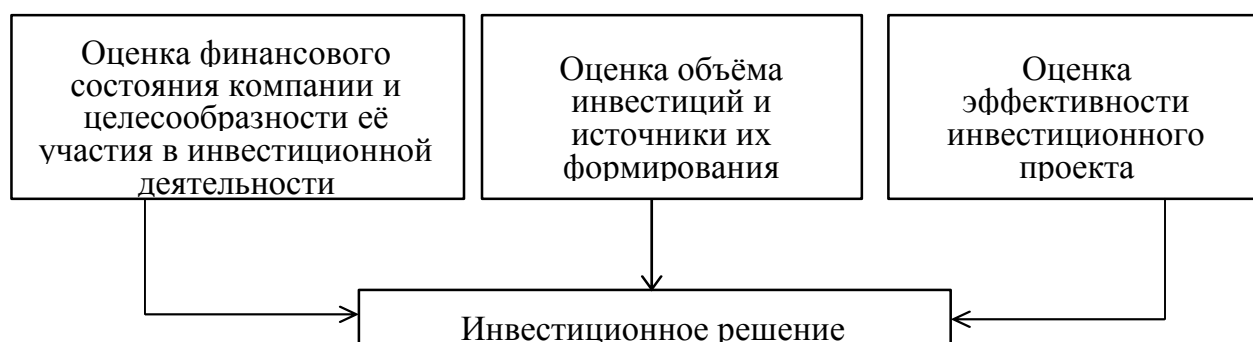 Оценка финансового
состояния компании и
целесообразности её
участия в инвестиционной
деятельности
Оценка объёма
инвестиций и
источники их
формирования
Оценка
эффективности
инвестиционного
проекта
Инвестиционное решение